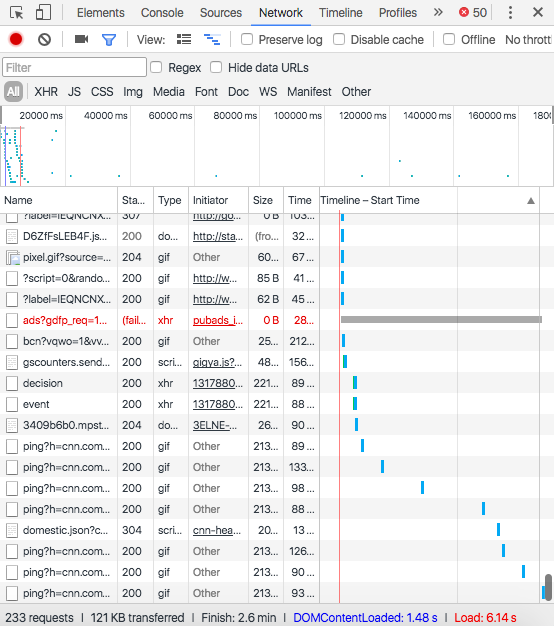 Elements Console Sources Network Timeline Profiles » 50
View: Preserve log Disable cache Offline No thrott
Filter Regex Hide data URLs
All XHR JS CSS Img Media Font Doc WS Manifest Other
20000 ms 40000 ms 60000 ms 80000 ms 100000 ms 120000 ms 140000 ms 160000 ms 1800
Name Sta... Type Initiator Size Time Timeline – Start Time
?label=IEQNCNX... 307 gif http://go... 0 B 103...
D6ZfFsLEB4F.js... 200 do... http://sta... (fro... 32 ...
pixel.gif?source=... 204 gif Other 60... 67 ...
?script=0&rando... 200 gif http://w... 85 B 41 ...
?label=IEQNCNX... 200 gif http://w... 62 B 45 ...
ads?gdfp_req=1... (fail... xhr pubads_i... 0 B 28...
bcn?vqwo=1&vv... 200 gif Other 25... 212...
gscounters.send... 200 scri... gigya.js?... 48... 156...
decision 200 xhr 1317880... 221... 89 ...
event 200 xhr 1317880... 221... 88 ...
3409b6b0.mpst... 204 do... 3ELNE-... 26... 90 ...
ping?h=cnn.com... 200 gif Other 213... 89 ...
ping?h=cnn.com... 200 gif Other 213... 133...
ping?h=cnn.com... 200 gif Other 213... 98 ...
ping?h=cnn.com... 200 gif Other 213... 88 ...
domestic.json?c... 304 scri... cnn-hea... 20... 13 ...
ping?h=cnn.com... 200 gif Other 213... 126...
ping?h=cnn.com... 200 gif Other 213... 90 ...
ping?h=cnn.com... 200 gif Other 213... 93 ...
233 requests | 121 KB transferred | Finish: 2.6 min | DOMContentLoaded: 1.48 s | Load: 6.14 s